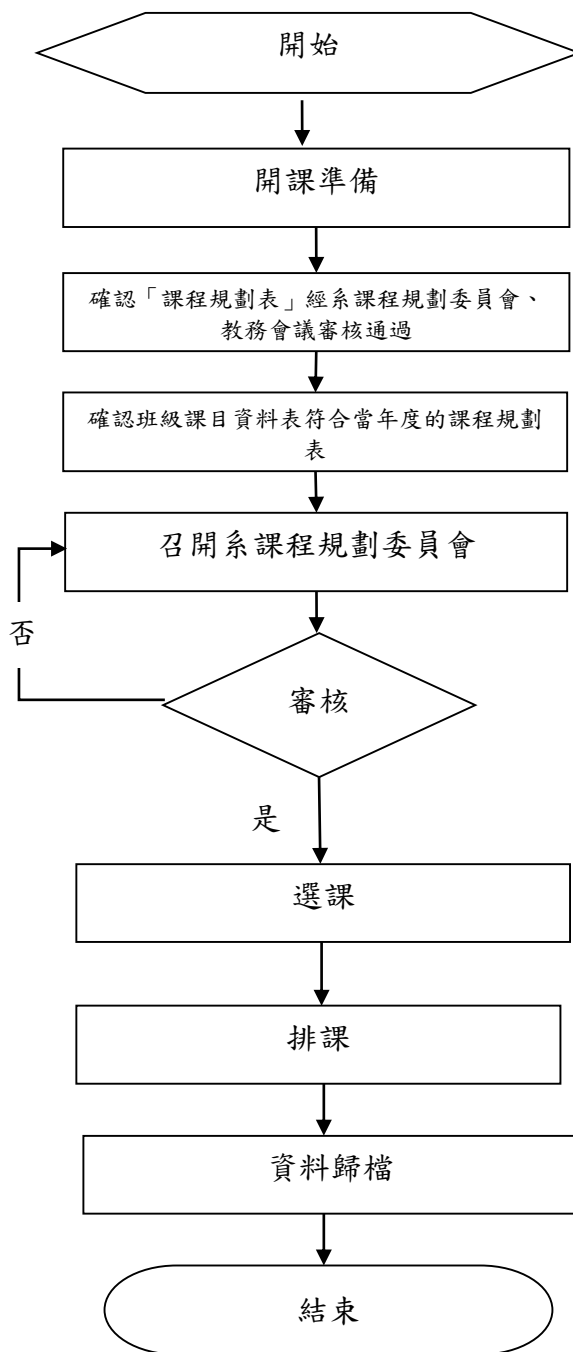 開始
開課準備
確認「課程規劃表」經系課程規劃委員會、
教務會議審核通過
確認班級課目資料表符合當年度的課程規劃
表
召開系課程規劃委員會
否
審核
是
選課
排課
資料歸檔
結束